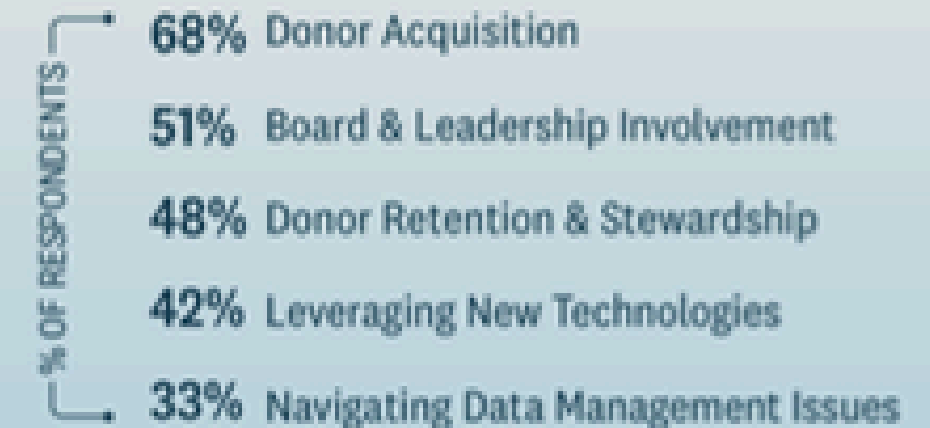 % OF RESPONDENTS
68% Donor Acquisition
51% Board & Leadership Involvement
48% Donor Retention & Stewardship
42% Leveraging New Technologies
33% Navigating Data Management Issues